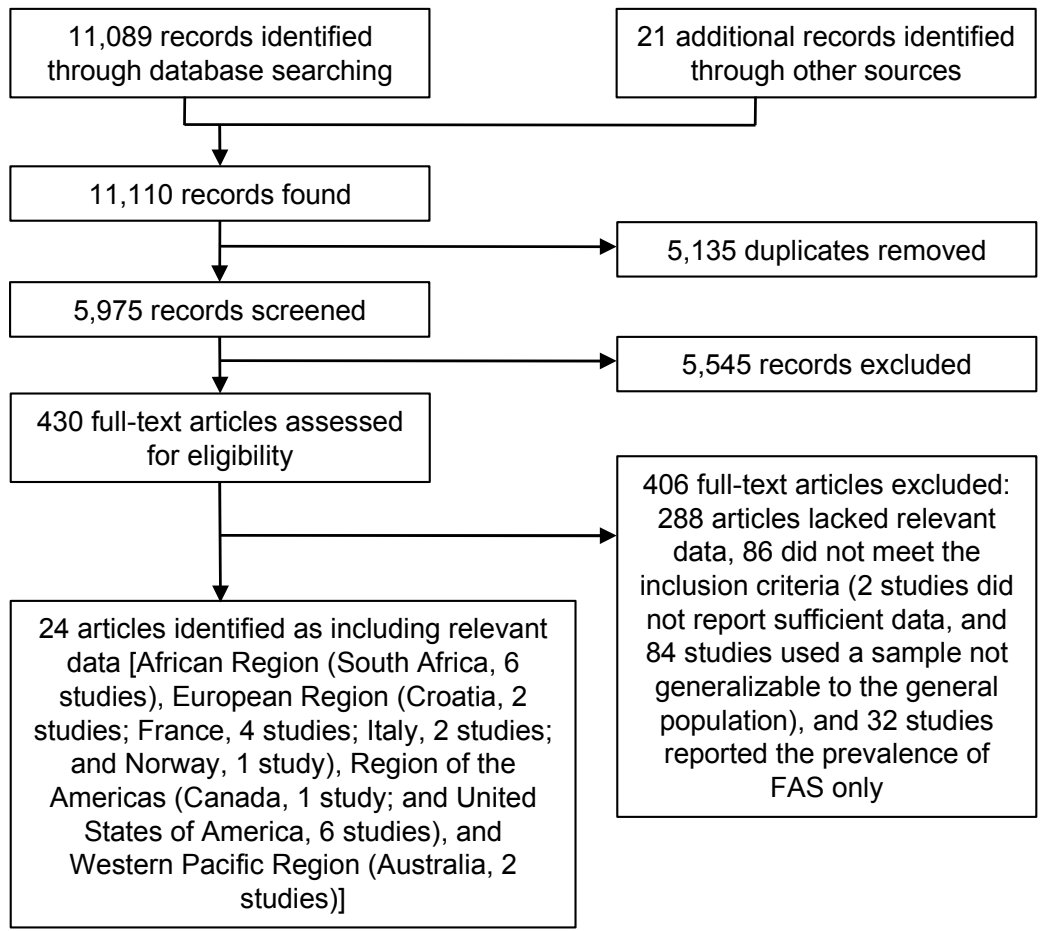 11,089 records identified
through database searching
21 additional records identified
through other sources
11,110 records found
5,135 duplicates removed
5,975 records screened
5,545 records excluded
430 full-text articles assessed
for eligibility
406 full-text articles excluded:
288 articles lacked relevant
data, 86 did not meet the
inclusion criteria (2 studies did
not report sufficient data, and
84 studies used a sample not
generalizable to the general
population), and 32 studies
reported the prevalence of
FAS only
24 articles identified as including relevant
data [African Region (South Africa, 6
studies), European Region (Croatia, 2
studies; France, 4 studies; Italy, 2 studies;
and Norway, 1 study), Region of the
Americas (Canada, 1 study; and United
States of America, 6 studies), and
Western Pacific Region (Australia, 2
studies)]